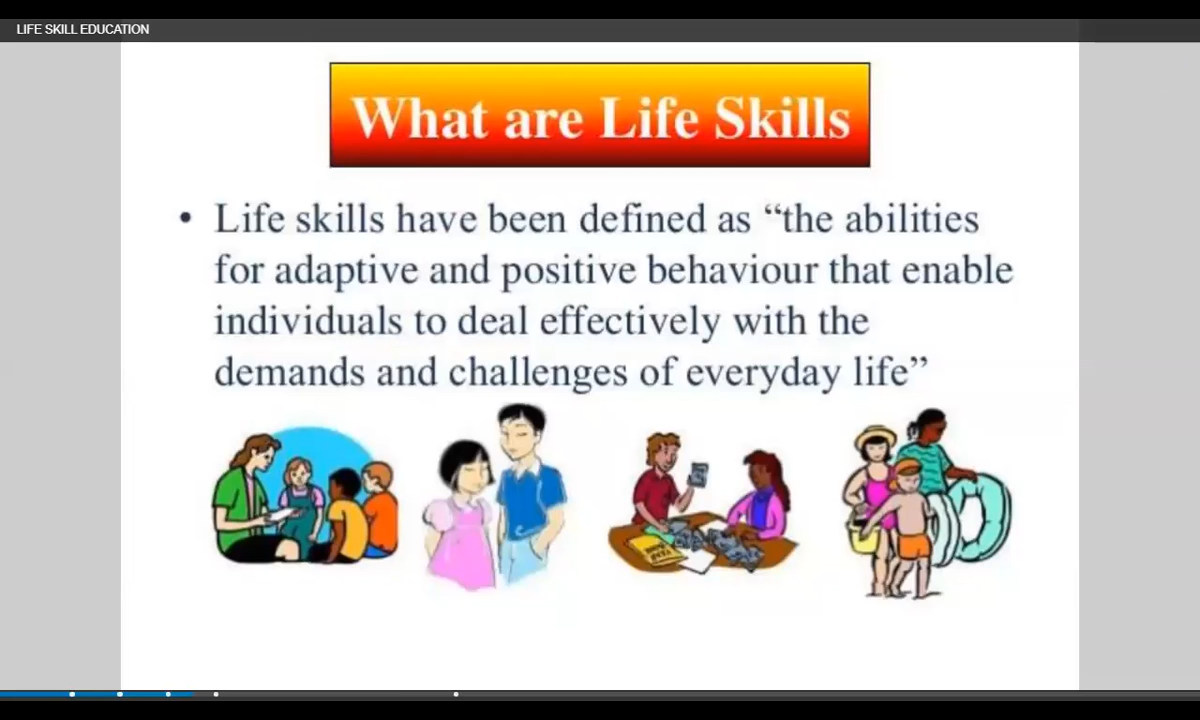 LIFE SKILL EDUCATION
What are Life Skills
• Life skills have been defined as “the abilities
for adaptive and positive behaviour that enable
individuals to deal effectively with the
demands and challenges of everyday life”